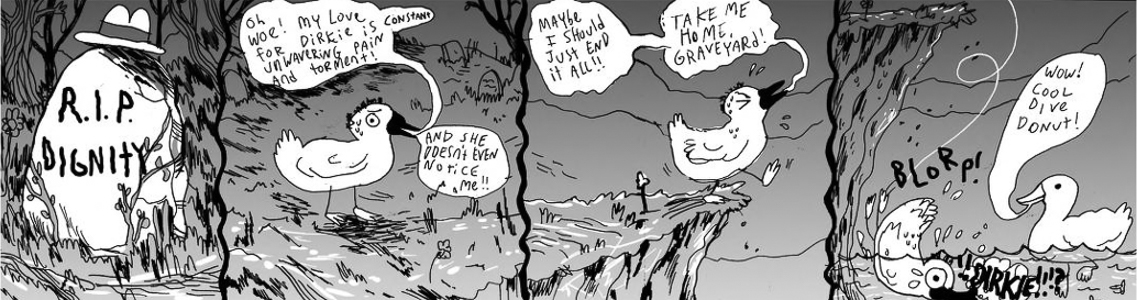 R.I.P.
DIGNITY
Oh
WOE! MY LOVE CONSTANT
for DIRKIE IS
UNWAVERING PAIN
and torment!
AND SHE
DOESN'T EVEN
NOTICE
ME!!
MAYBE
I SHOULD
JUST END
it ALL!!
TAKE ME
HOME,
GRAVEYARD!
BLORP!
WOW!
COOL
DIVE
DONUT!
"DIRKIE!!!?